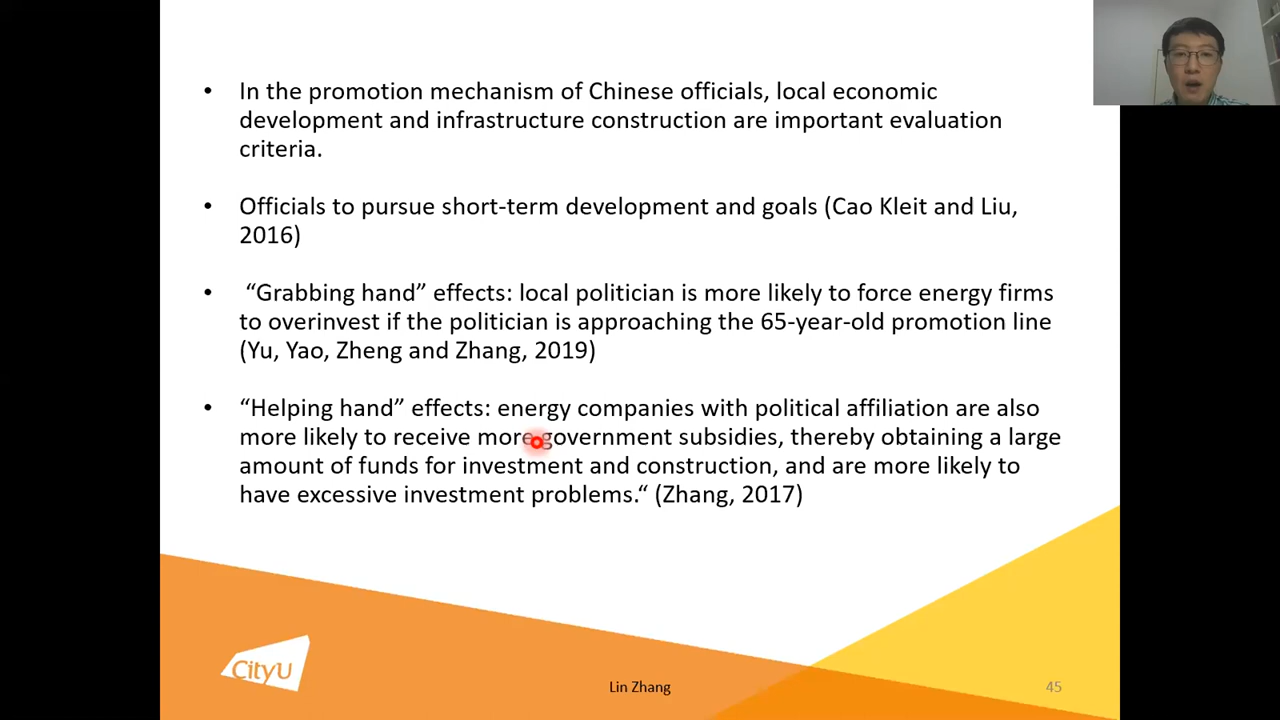 • In the promotion mechanism of Chinese officials, local economic
development and infrastructure construction are important evaluation
criteria.
• Officials to pursue short-term development and goals (Cao Kleit and Liu,
2016)
• “Grabbing hand” effects: local politician is more likely to force energy firms
to overinvest if the politician is approaching the 65-year-old promotion line
(Yu, Yao, Zheng and Zhang, 2019)
• “Helping hand” effects: energy companies with political affiliation are also
more likely to receive more government subsidies, thereby obtaining a large
amount of funds for investment and construction, and are more likely to
have excessive investment problems.“ (Zhang, 2017)
CityU
Lin Zhang
45